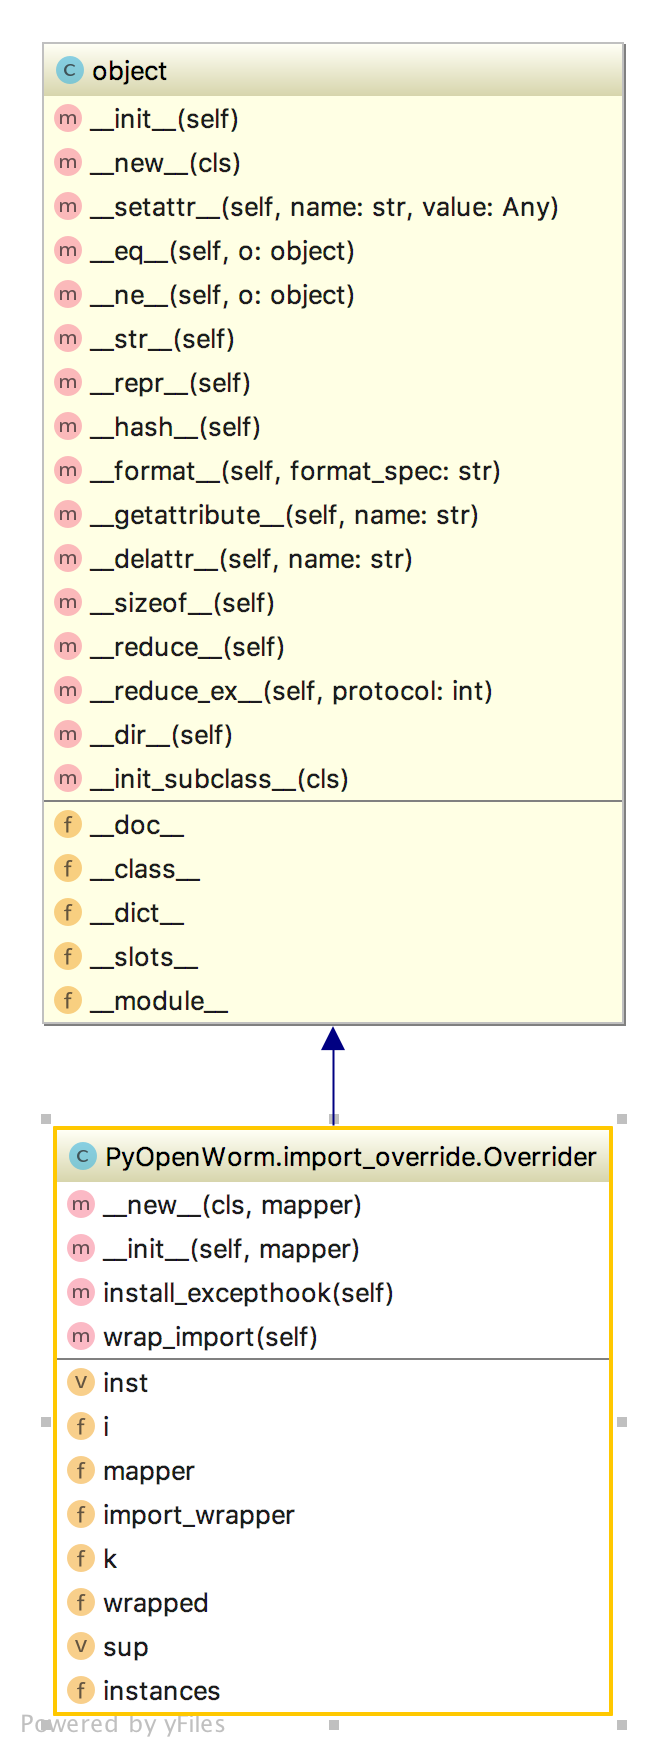 C object
m __init__(self)
m __new__(cls)
m __setattr__(self, name: str, value: Any)
m __eq__(self, o: object)
m __ne__(self, o: object)
m __str__(self)
m __repr__(self)
m __hash__(self)
m __format__(self, format_spec: str)
m __getattribute__(self, name: str)
m __delattr__(self, name: str)
m __sizeof__(self)
m __reduce__(self)
m __reduce_ex__(self, protocol: int)
m __dir__(self)
m __init_subclass__(cls)
f __doc__
f __class__
f __dict__
f __slots__
f __module__
C PyOpenWorm.import_override.Overrider
m __new__(cls, mapper)
m __init__(self, mapper)
m install_excepthook(self)
m wrap_import(self)
v inst
f i
f mapper
f import_wrapper
f k
f wrapped
v sup
f instances
Powered by yFiles